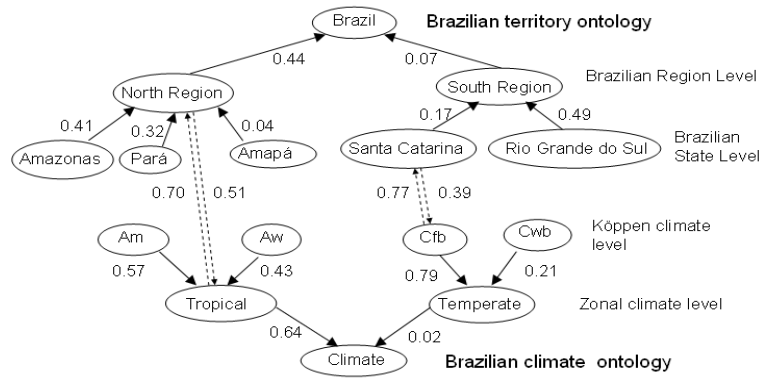 Brazil
Brazilian territory ontology
0.44
0.07
Brazilian Region Level
North Region
South Region
0.41
0.32
0.04
0.17
0.49
Amazonas
Pará
Amapá
Santa Catarina
Rio Grande do Sul
Brazilian
State Level
0.70
0.51
0.77
0.39
Am
Aw
Cfb
Cwb
Köppen climate
level
0.57
0.43
0.79
0.21
Tropical
Temperate
Zonal climate level
0.64
0.02
Climate
Brazilian climate ontology